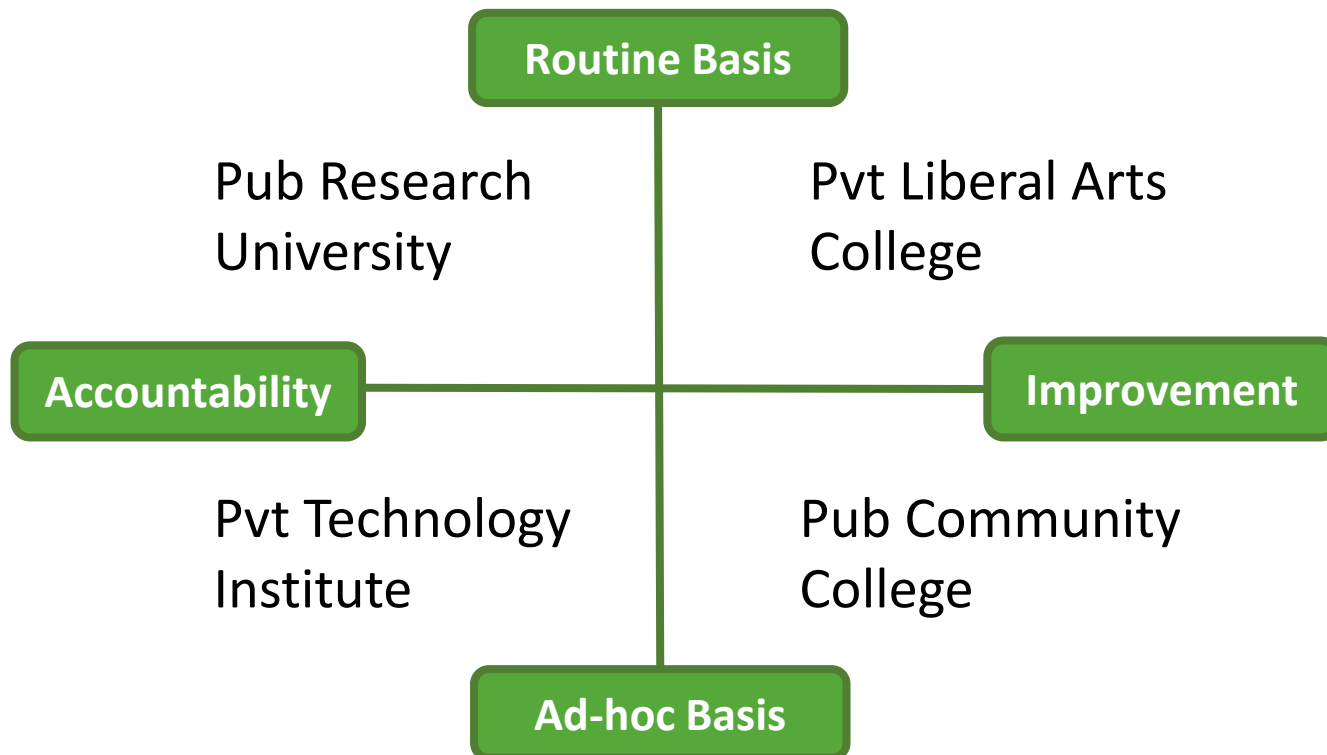 Routine Basis
Pub Research
University
Pvt Liberal Arts
College
Accountability
Improvement
Pvt Technology
Institute
Pub Community
College
Ad-hoc Basis